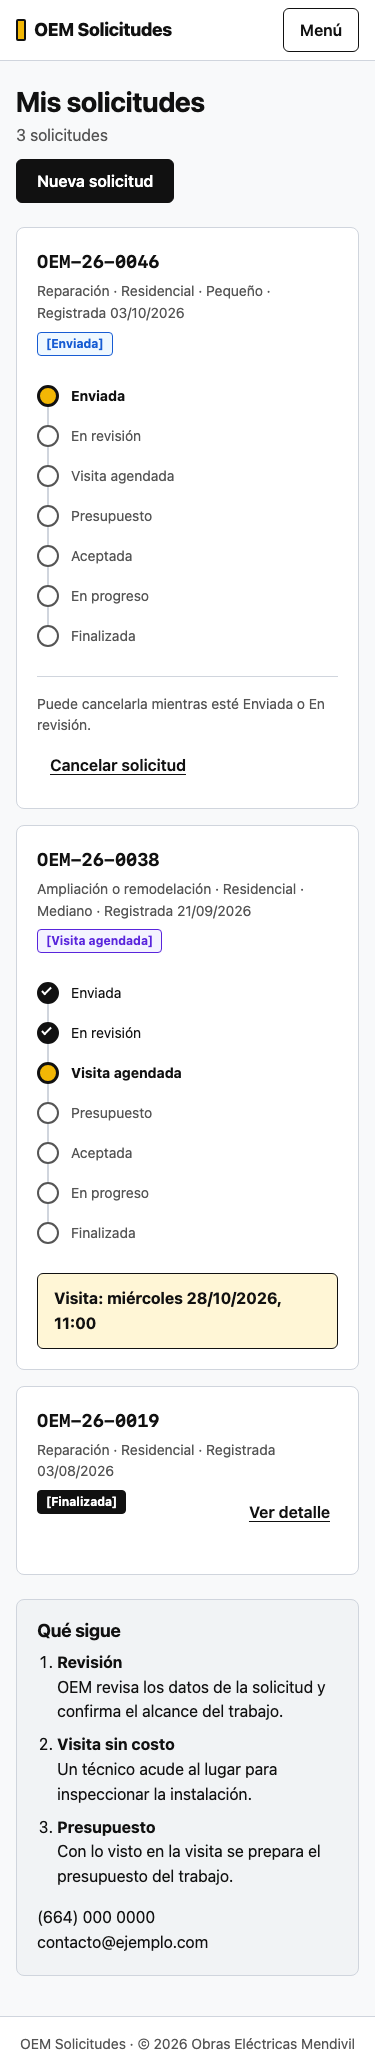 OEM Solicitudes
Menú
Mis solicitudes
3 solicitudes
Nueva solicitud
OEM–26–0046
Reparación · Residencial · Pequeño ·
Registrada 03/10/2026
[Enviada]
Enviada
En revisión
Visita agendada
Presupuesto
Aceptada
En progreso
Finalizada
Puede cancelarla mientras esté Enviada o En
revisión.
Cancelar solicitud
OEM–26–0038
Ampliación o remodelación · Residencial ·
Mediano · Registrada 21/09/2026
[Visita agendada]
Enviada
En revisión
Visita agendada
Presupuesto
Aceptada
En progreso
Finalizada
Visita: miércoles 28/10/2026,
11:00
OEM–26–0019
Reparación · Residencial · Registrada
03/08/2026
[Finalizada]
Ver detalle
Qué sigue
1. Revisión
OEM revisa los datos de la solicitud y
confirma el alcance del trabajo.
2. Visita sin costo
Un técnico acude al lugar para
inspeccionar la instalación.
3. Presupuesto
Con lo visto en la visita se prepara el
presupuesto del trabajo.
(664) 000 0000
contacto@ejemplo.com
OEM Solicitudes · © 2026 Obras Eléctricas Mendivil